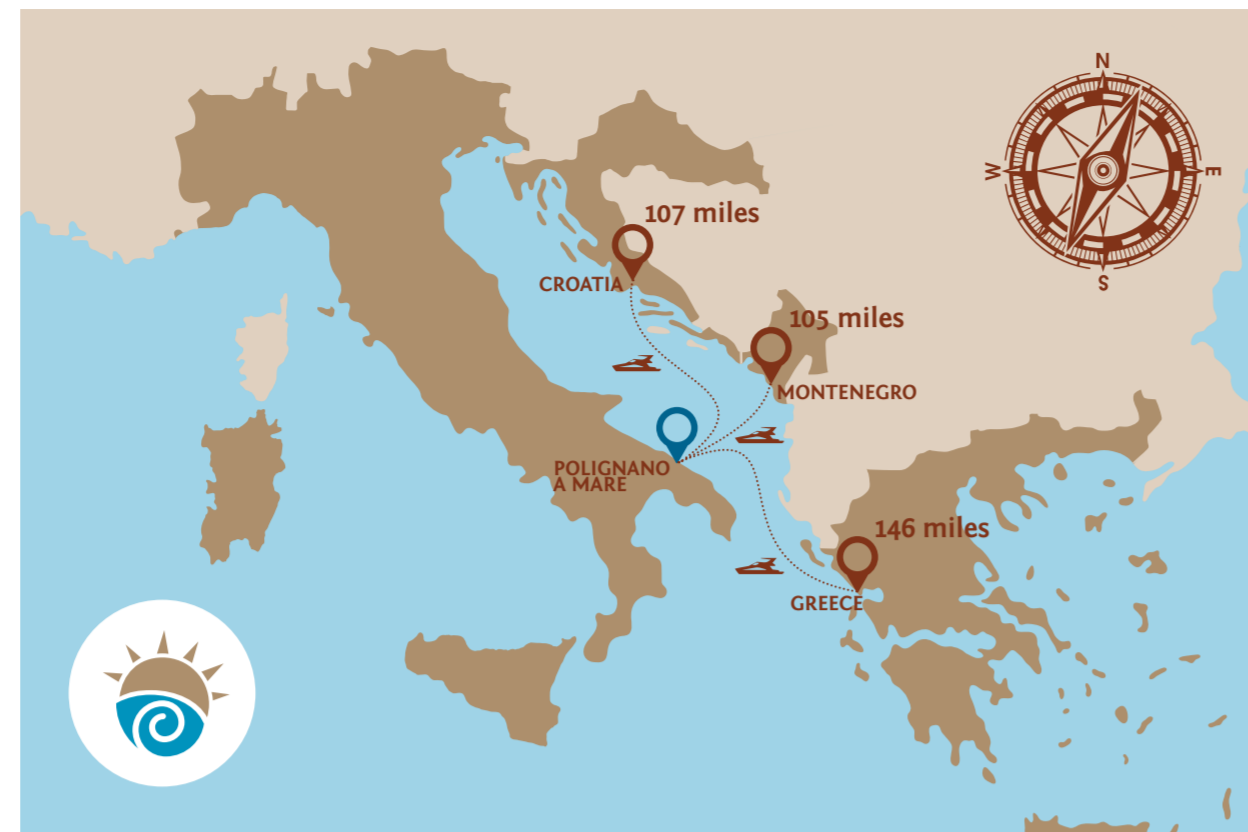 N
W
E
S
107 miles
CROATIA
105 miles
MONTENEGRO
POLIGNANO
A MARE
146 miles
GREECE